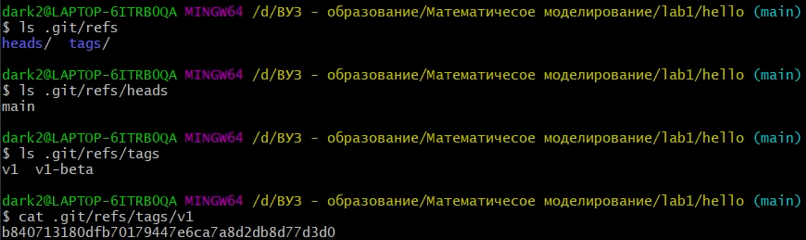 dark2@LAPTOP-6ITRB0QA MINGW64 /d/ВУЗ - образование/Математичесое моделирование/lab1/hello (main)
$ ls .git/refs
heads/  tags/
dark2@LAPTOP-6ITRB0QA MINGW64 /d/ВУЗ - образование/Математичесое моделирование/lab1/hello (main)
$ ls .git/refs/heads
main
dark2@LAPTOP-6ITRB0QA MINGW64 /d/ВУЗ - образование/Математичесое моделирование/lab1/hello (main)
$ ls .git/refs/tags
v1  v1-beta
dark2@LAPTOP-6ITRB0QA MINGW64 /d/ВУЗ - образование/Математичесое моделирование/lab1/hello (main)
$ cat .git/refs/tags/v1
b840713180dfb70179447e6ca7a8d2db8d77d3d0